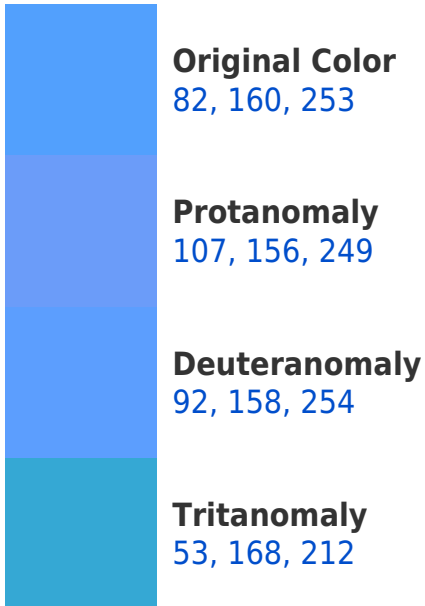 Original Color
82, 160, 253
Protanomaly
107, 156, 249
Deuteranomaly
92, 158, 254
Tritanomaly
53, 168, 212